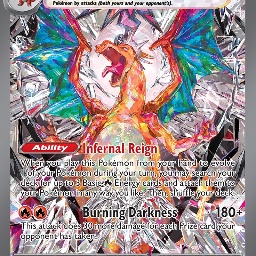 Pokémon by attacks (both yours and your opponent's).
Ability Infernal Reign
When you play this Pokémon from your hand to evolve
1 of your Pokémon during your turn, you may search your
deck for up to 3 Basic Energy cards and attach them to
your Pokémon in any way you like. Then, shuffle your deck.
Burning Darkness 180+
This attack does 30 more damage for each Prize card your
opponent has taken.